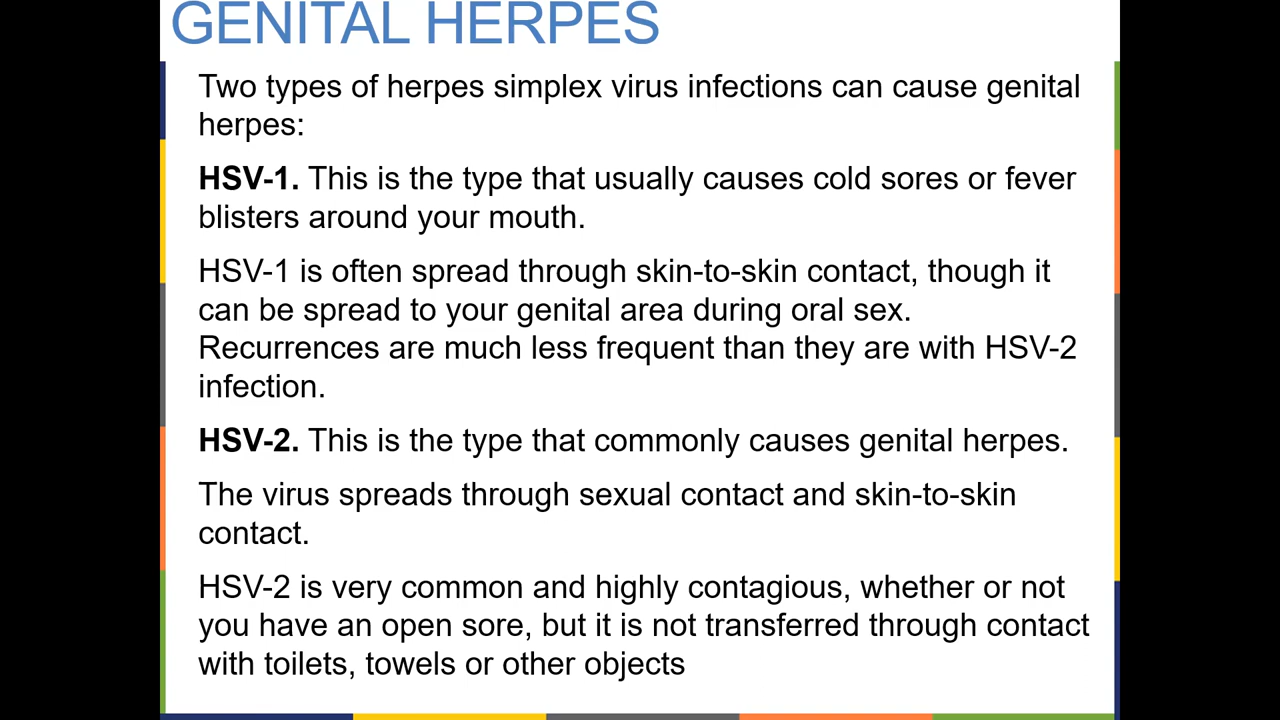 GENITAL HERPES
Two types of herpes simplex virus infections can cause genital
herpes:
HSV-1. This is the type that usually causes cold sores or fever
blisters around your mouth.
HSV-1 is often spread through skin-to-skin contact, though it
can be spread to your genital area during oral sex.
Recurrences are much less frequent than they are with HSV-2
infection.
HSV-2. This is the type that commonly causes genital herpes.
The virus spreads through sexual contact and skin-to-skin
contact.
HSV-2 is very common and highly contagious, whether or not
you have an open sore, but it is not transferred through contact
with toilets, towels or other objects